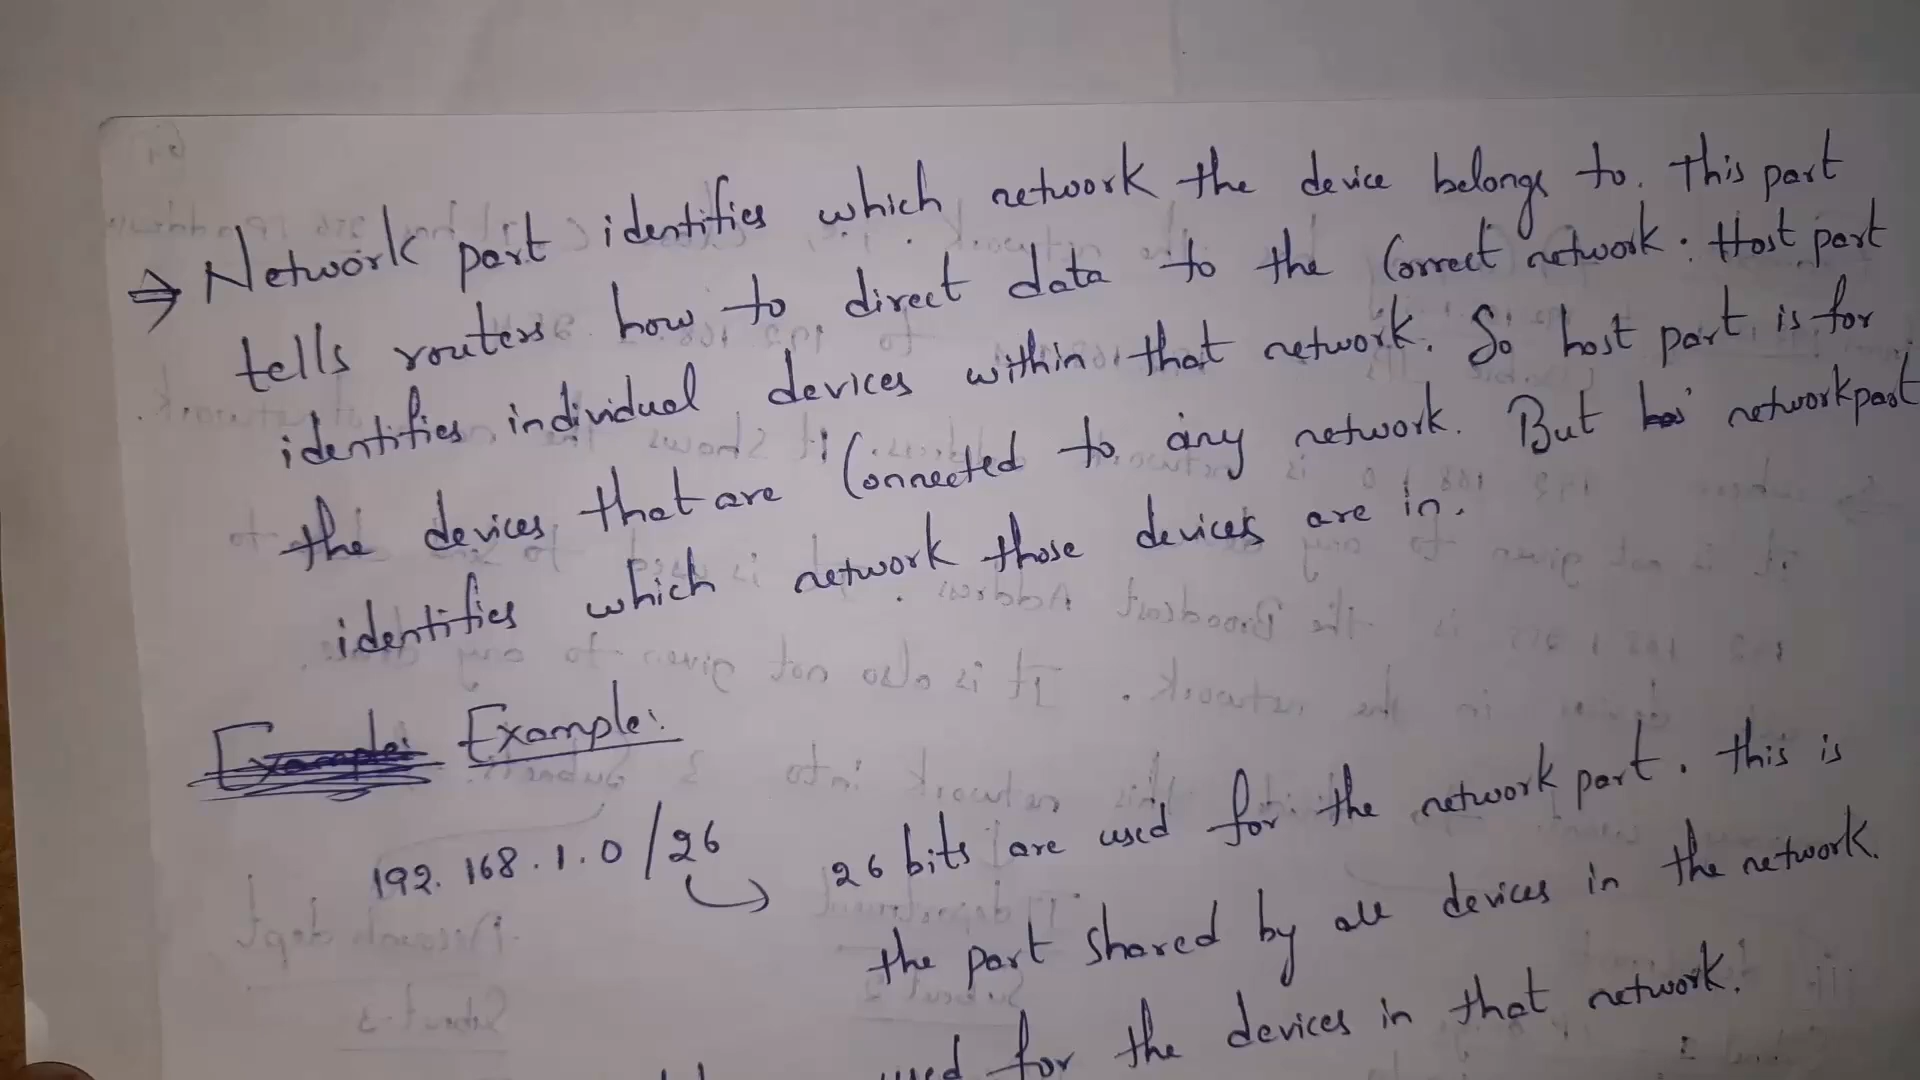 ⇒ Network part identifies which network the device belongs to. This part
tells routers how to direct data to the Correct network. Host part
identifies individual devices within that network. So host part is for
the devices that are Connected to any network. But network part
identifies which network those devices are in.
Example:
192.168.1.0/26 26 bits are used for the network part. this is
the part shared by all devices in the network.
used for the devices in that network.